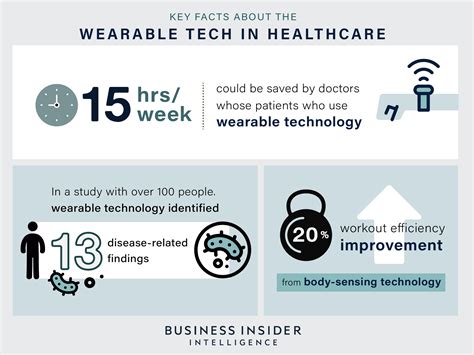 KEY FACTS ABOUT THE
WEARABLE TECH IN HEALTHCARE
15 hrs/
week
could be saved by doctors
whose patients who use
wearable technology
In a study with over 100 people.
wearable technology identified
13 disease-related
findings
20%
workout efficiency
improvement
from body-sensing technology
BUSINESS INSIDER
INTELLIGENCE